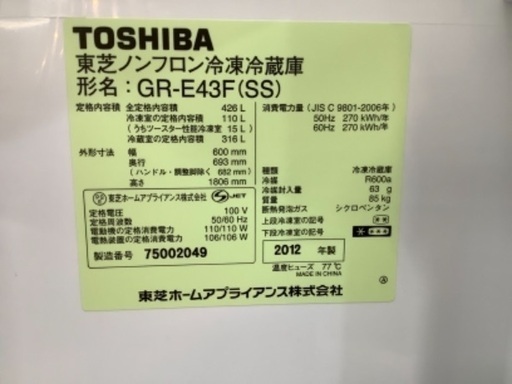 TOSHIBA
東芝ノンフロン冷凍冷蔵庫
形名：GR-E43F(SS)
定格内容積 全定格内容積 426 L
冷凍室の定格内容積 110 L
(うちツースター性能冷凍室 15 L)
冷蔵室の定格内容積 316 L
外形寸法 幅 600 mm
奥行 693 mm
(ハンドル・調整脚除く 682 mm)
高さ 1806 mm
東芝ホームアプライアンス S-JET
定格電圧 100 V
定格周波数 50/60 Hz
電動機の定格消費電力 110/110 W
電熱装置の定格消費電力 106/106 W
製造番号 75002049
消費電力量 (JIS C 9801-2006年)
50Hz 270 kWh/年
60Hz 270 kWh/年
種類 冷凍冷蔵庫
冷媒 R600a
冷媒封入量 63 g
質量 85 kg
断熱発泡ガス シクロペンタン
上段冷凍室の記号 **
下段冷凍室の記号 ****
2012 年製
温度ヒューズ 77℃
MADE IN CHINA
東芝ホームアプライアンス株式会社